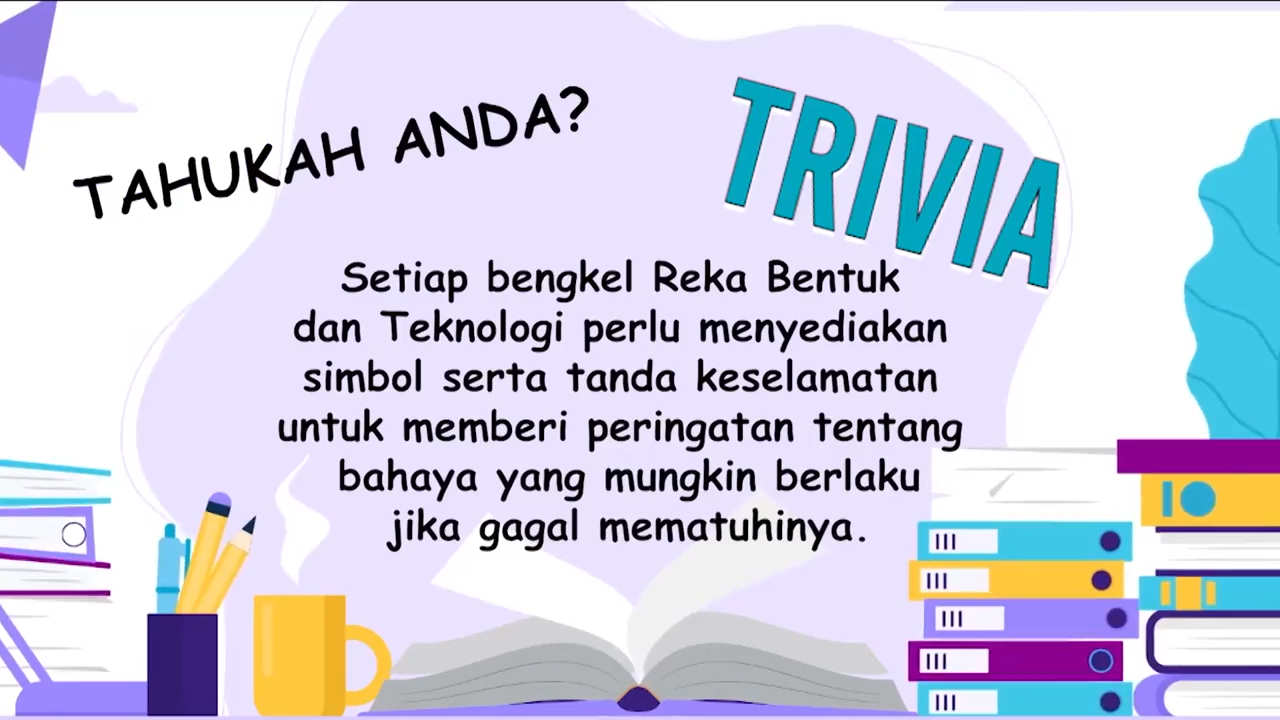 TAHUKAH ANDA?
TRIVIA
Setiap bengkel Reka Bentuk
dan Teknologi perlu menyediakan
simbol serta tanda keselamatan
untuk memberi peringatan tentang
bahaya yang mungkin berlaku
jika gagal mematuhinya.